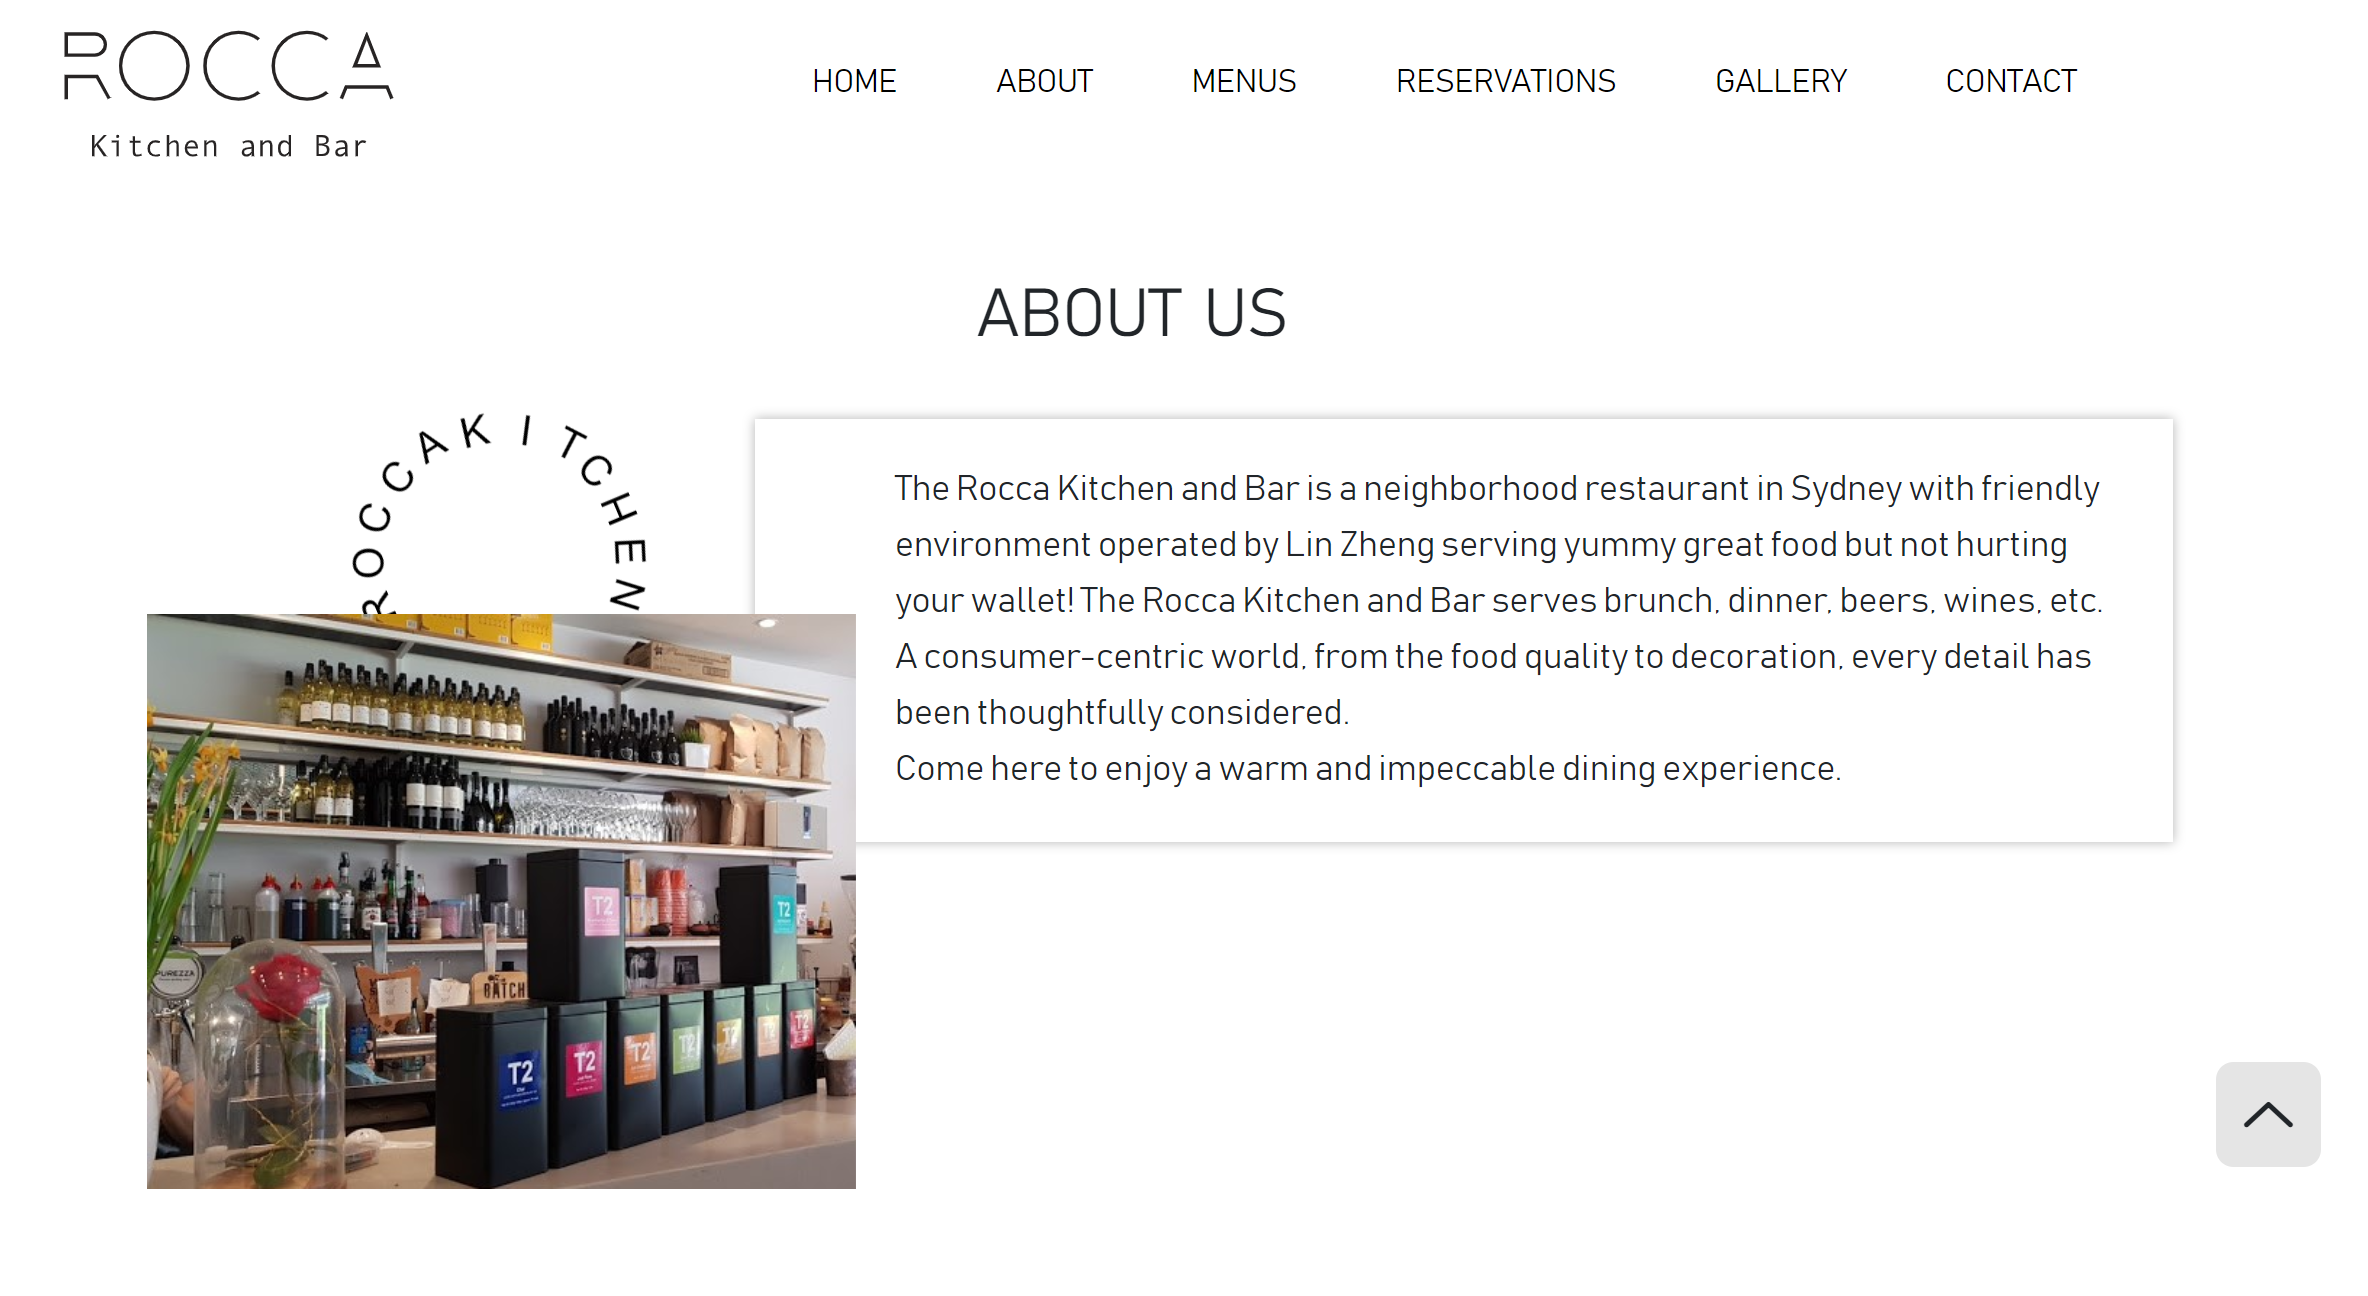 ROCCA
Kitchen and Bar
HOME
ABOUT
MENUS
RESERVATIONS
GALLERY
CONTACT
ABOUT US
ROCCAKITCHEN
The Rocca Kitchen and Bar is a neighborhood restaurant in Sydney with friendly
environment operated by Lin Zheng serving yummy great food but not hurting
your wallet! The Rocca Kitchen and Bar serves brunch, dinner, beers, wines, etc.
A consumer-centric world, from the food quality to decoration, every detail has
been thoughtfully considered.
Come here to enjoy a warm and impeccable dining experience.
T2
T2
PUREZZA
BATCH
T2
T2
T2
T2
T2
T2
T2